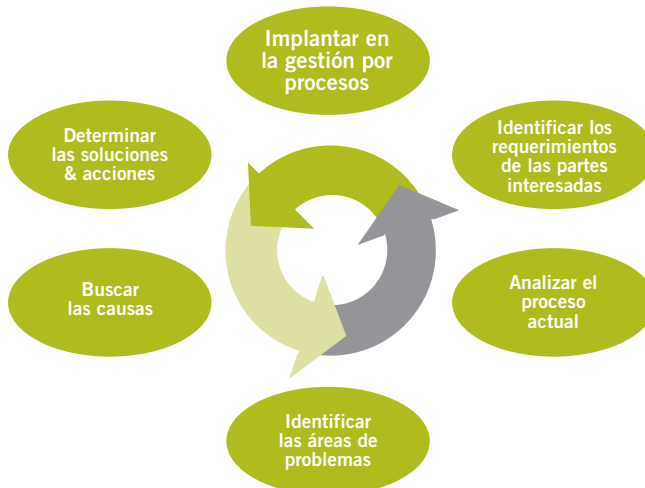 Implantar en
la gestión por
procesos
Identificar los
requerimientos
de las partes
interesadas
Analizar el
proceso
actual
Identificar
las áreas de
problemas
Buscar
las causas
Determinar
las soluciones
& acciones